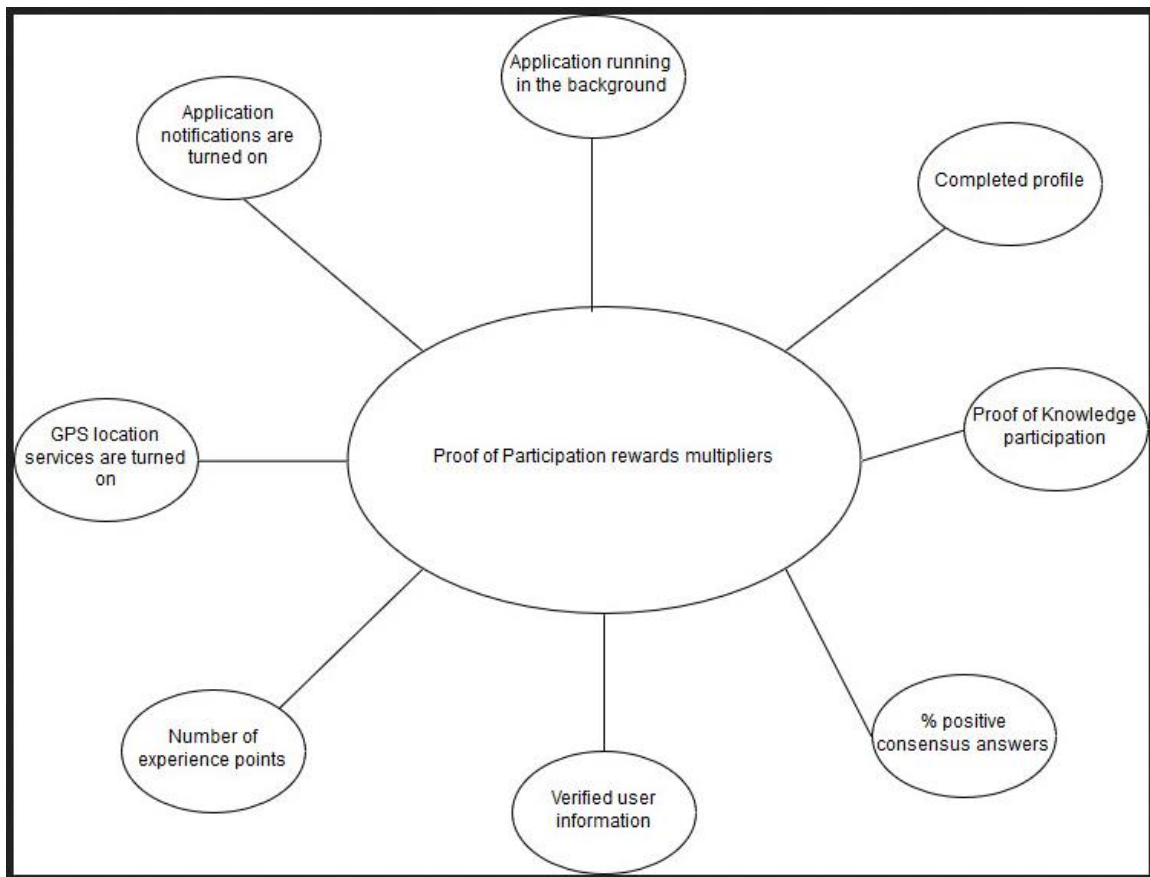 Application running
in the background
Application
notifications are
turned on
Completed profile
Proof of Knowledge
participation
GPS location
services are turned
on
Proof of Participation rewards multipliers
Number of
experience points
% positive
consensus answers
Verified user
information